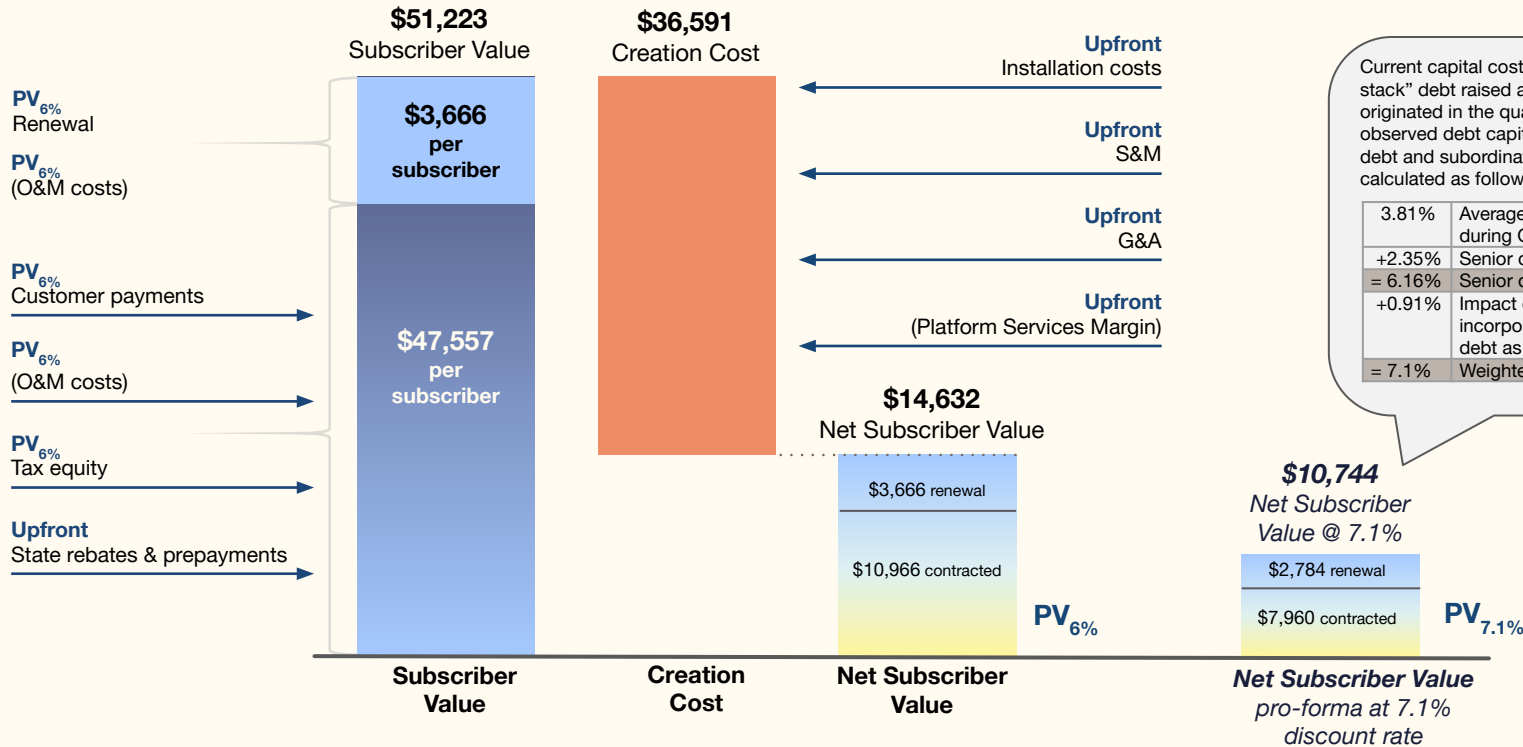 $51,223
Subscriber Value
$36,591
Creation Cost
PV6%
Renewal
PV6%
(O&M costs)
PV6%
Customer payments
PV6%
(O&M costs)
PV6%
Tax equity
Upfront
State rebates & prepayments
$3,666
per
subscriber
$47,557
per
subscriber
Upfront
Installation costs
Upfront
S&M
Upfront
G&A
Upfront
(Platform Services Margin)
$14,632
Net Subscriber Value
$3,666 renewal
$10,966 contracted
PV6%
Current capital cost
stack” debt raised
originated in the
observed debt
debt and
calculated as
3.81% Average
during
+2.35% Senior
= 6.16% Senior
+0.91% Impact
debt as
= 7.1%
$10,744
Net Subscriber
Value @ 7.1%
$2,784 renewal
$7,960 contracted
PV7.1%
Subscriber
Value
Creation
Cost
Net Subscriber
Value
Net Subscriber Value
pro-forma at 7.1%
discount rate